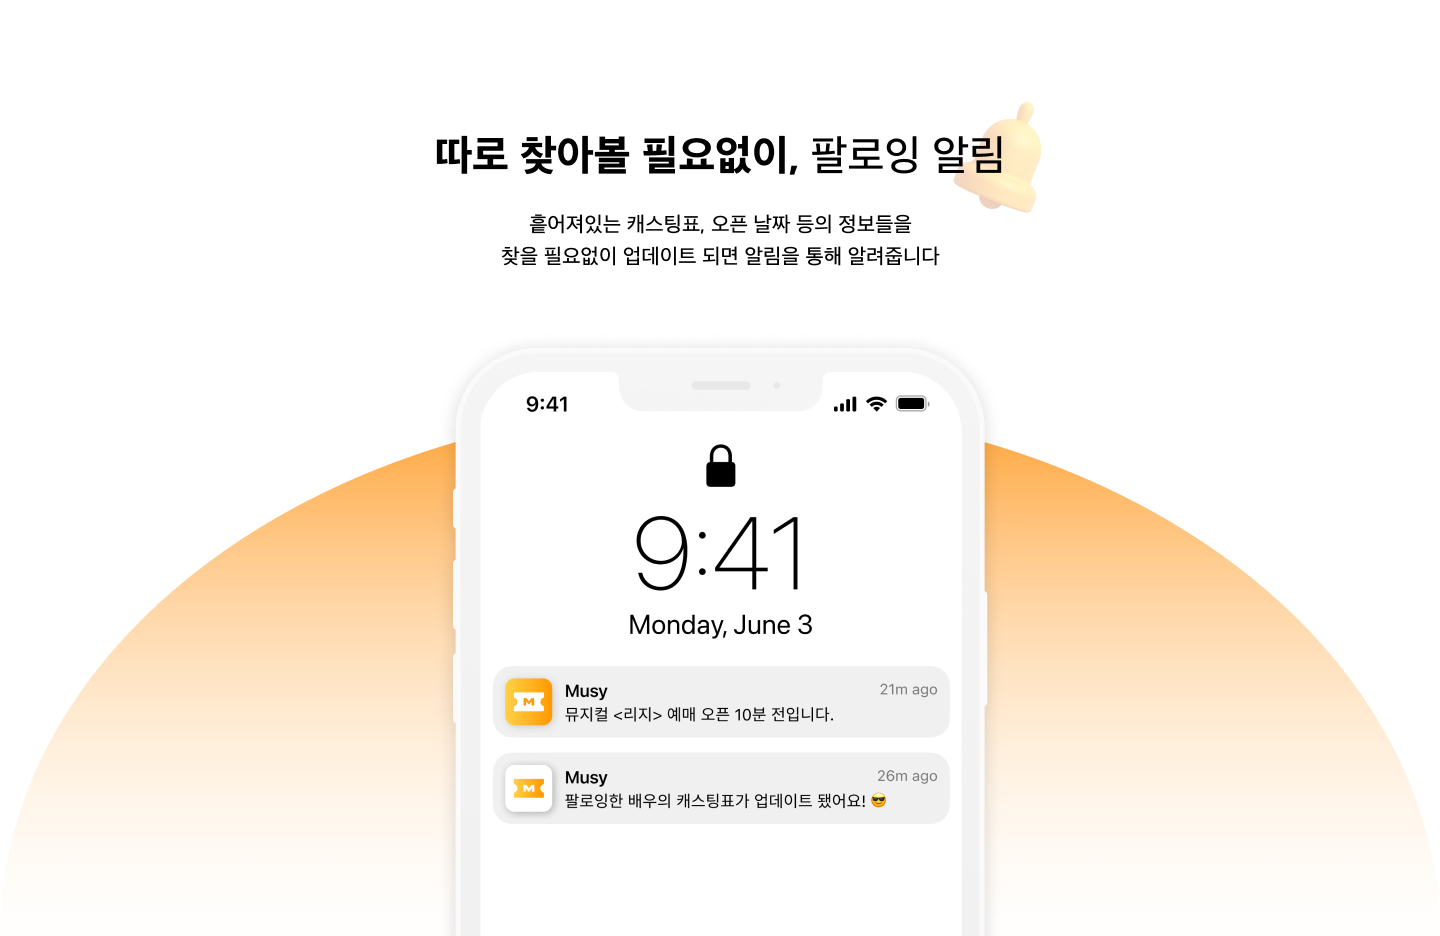 따로 찾아볼 필요없이, 팔로잉 알림
흩어져있는 캐스팅표, 오픈 날짜 등의 정보들을
찾을 필요없이 업데이트 되면 알림을 통해 알려줍니다
9:41
9:41
Monday, June 3
M
Musy
21m ago
뮤지컬 <리지> 예매 오픈 10분 전입니다.
M
Musy
26m ago
팔로잉한 배우의 캐스팅표가 업데이트 됐어요! 😎